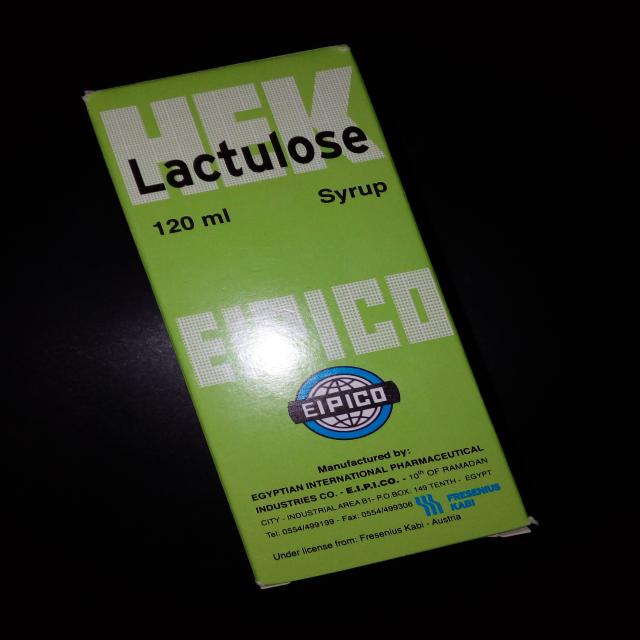 HEK
Lactulose
Syrup
120 ml
EIPICO
EIPICO
Manufactured by:
EGYPTIAN INTERNATIONAL PHARMACEUTICAL
INDUSTRIES CO. - E.I.P.I.CO. - 10th OF RAMADAN
CITY - INDUSTRIAL AREA B1- P.O BOX 149 TENTH - EGYPT
Tel: 0554/499199 - Fax: 0554/499306
FRESENIUS
KABI
Under license from: Fresenius Kabi - Austria